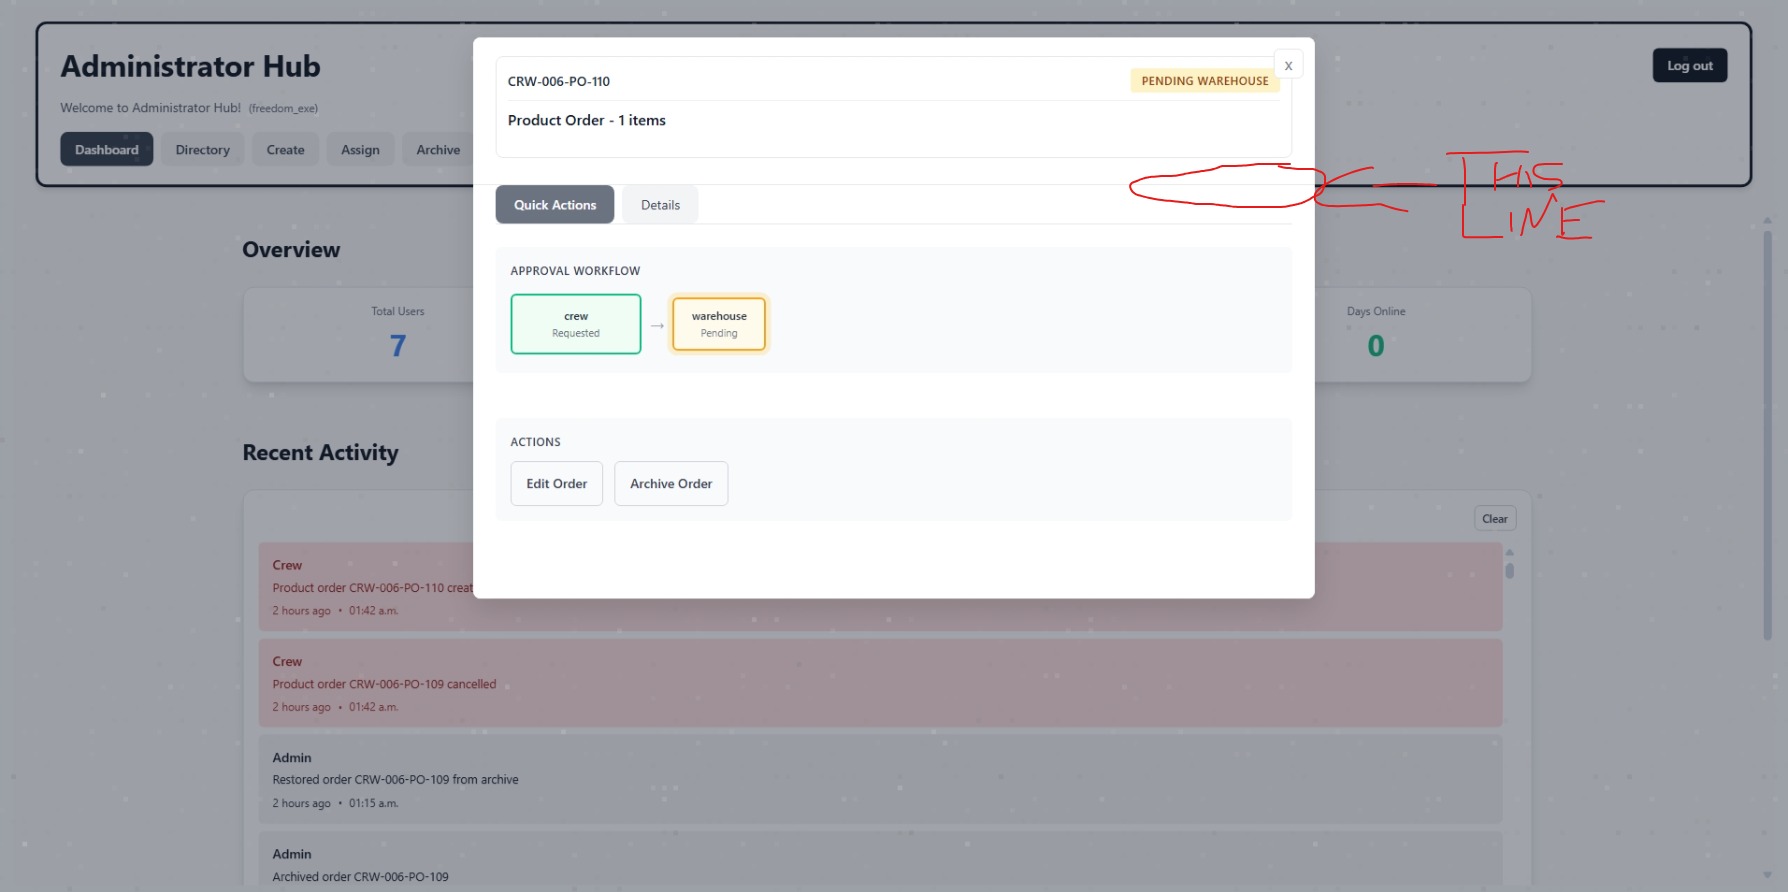 Administrator Hub
Log out
Welcome to Administrator Hub! (freedom_exe)
Dashboard
Directory
Create
Assign
Archive
CRW-006-PO-110
PENDING WAREHOUSE
X
Product Order - 1 items
Quick Actions
Details
THIS
LINE
APPROVAL WORKFLOW
crew
Requested
→
warehouse
Pending
ACTIONS
Edit Order
Archive Order
Overview
Total Users
7
Days Online
0
Recent Activity
Clear
Crew
Product order CRW-006-PO-110 creat
2 hours ago • 01:42 a.m.
Crew
Product order CRW-006-PO-109 cancelled
2 hours ago • 01:42 a.m.
Admin
Restored order CRW-006-PO-109 from archive
2 hours ago • 01:15 a.m.
Admin
Archived order CRW-006-PO-109